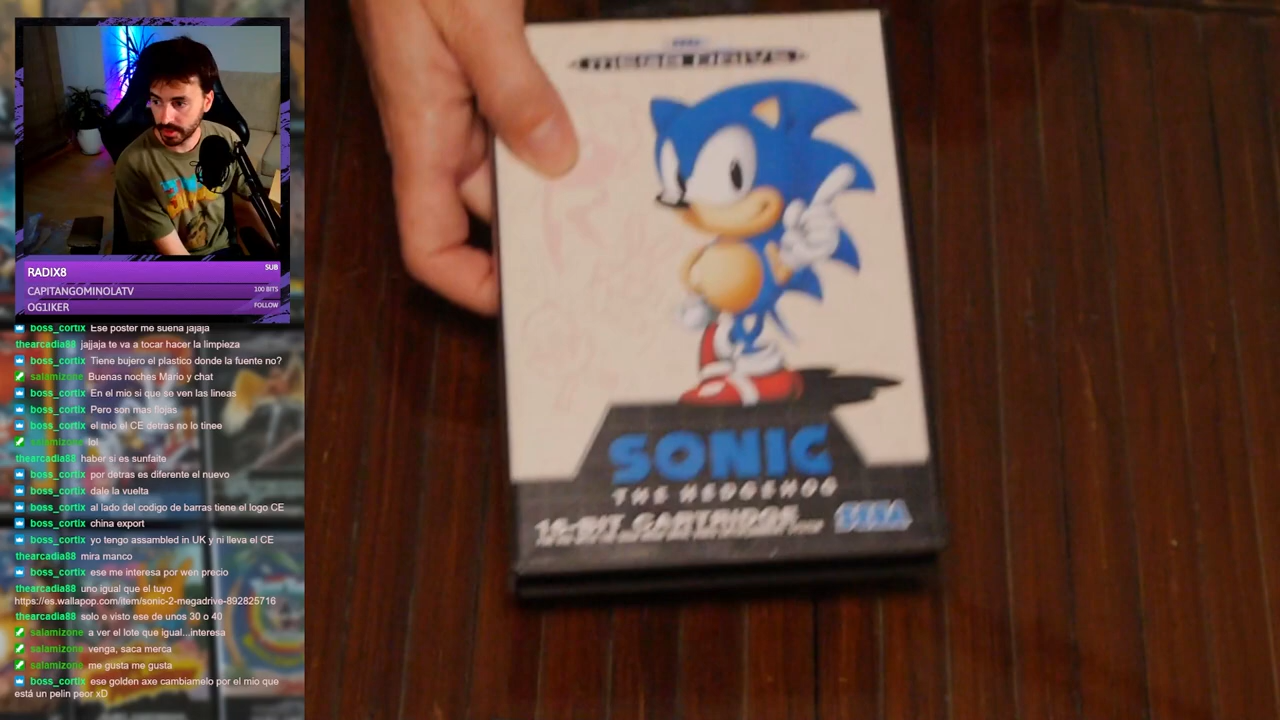 RADIX8
SUB
CAPITANGOMINOLATV
100 BITS
OG1IKER
FOLLOW
boss_cortix Ese poster me suena jajaja
thearcadia88 jajjaja te va a tocar hacer la limpieza
boss_cortix Tiene bujero el plastico donde la fuente no?
salamizone Buenas noches Mario y chat
boss_cortix En el mio si que se ven las lineas
boss_cortix Pero son mas flojas
boss_cortix el mio el CE detras no lo tinee
salamizone lol
thearcadia88 haber si es sunfaite
boss_cortix por detras es diferente el nuevo
boss_cortix dale la vuelta
boss_cortix al lado del codigo de barras tiene el logo CE
boss_cortix china export
boss_cortix yo tengo assambled in UK y ni lleva el CE
thearcadia88 mira manco
boss_cortix ese me interesa por wen precio
thearcadia88 uno igual que el tuyo
https://es.wallapop.com/item/sonic-2-megadrive-892825716
thearcadia88 solo e visto ese de unos 30 o 40
salamizone a ver el lote que igual...interesa
salamizone venga, saca merca
salamizone me gusta me gusta
boss_cortix ese golden axe cambiamelo por el mio que
está un pelin peor xD
SEGA
MEGA DRIVE
SONIC
THE HEDGEHOG
16-BIT CARTRIDGE
SEGA